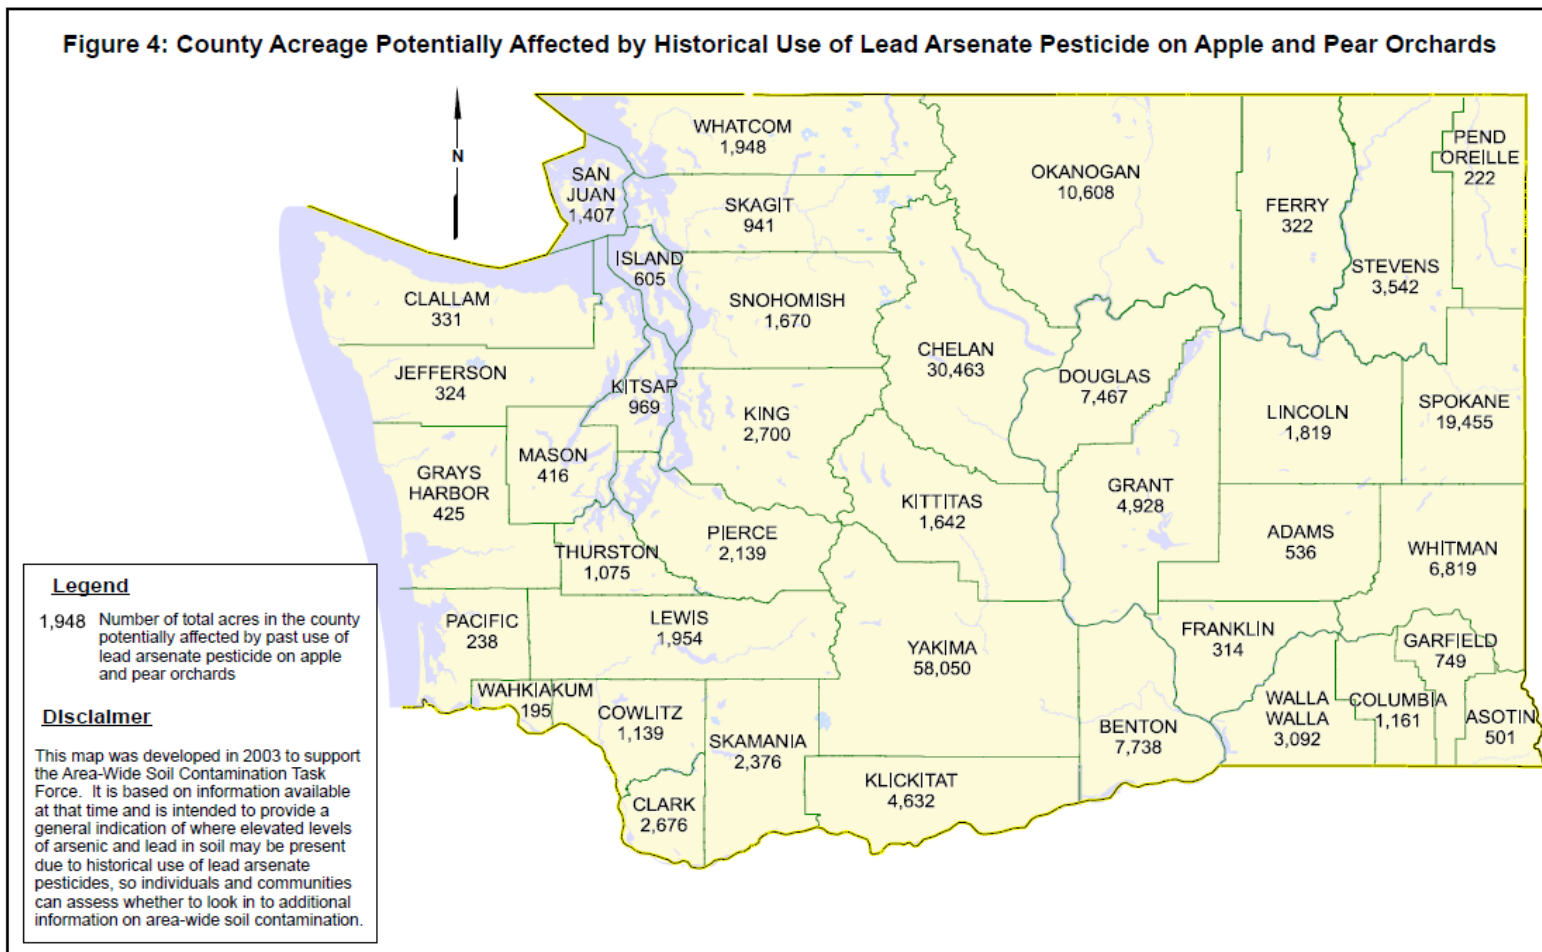 Figure 4: County Acreage Potentially Affected by Historical Use of Lead Arsenate Pesticide on Apple and Pear Orchards
N
WHATCOM
1,948
SAN
JUAN
1,407
SKAGIT
941
ISLAND
605
SNOHOMISH
1,670
CLALLAM
331
JEFFERSON
324
KITSAP
969
KING
2,700
MASON
416
GRAYS
HARBOR
425
THURSTON
1,075
PIERCE
2,139
PACIFIC
238
LEWIS
1,954
WAHKIAKUM
195
COWLITZ
1,139
CLARK
2,676
SKAMANIA
2,376
OKANOGAN
10,608
CHELAN
30,463
DOUGLAS
7,467
KITTITAS
1,642
GRANT
4,928
YAKIMA
58,050
KLICKITAT
4,632
BENTON
7,738
FERRY
322
STEVENS
3,542
PEND
OREILLE
222
LINCOLN
1,819
SPOKANE
19,455
ADAMS
536
WHITMAN
6,819
FRANKLIN
314
WALLA
WALLA
3,092
COLUMBIA
1,161
GARFIELD
749
ASOTIN
501
Legend
1,948 Number of total acres in the county
potentially affected by past use of
lead arsenate pesticide on apple
and pear orchards
Disclaimer
This map was developed in 2003 to support
the Area-Wide Soil Contamination Task
Force. It is based on information available
at that time and is intended to provide a
general indication of where elevated levels
of arsenic and lead in soil may be present
due to historical use of lead arsenate
pesticides, so individuals and communities
can assess whether to look in to additional
information on area-wide soil contamination.